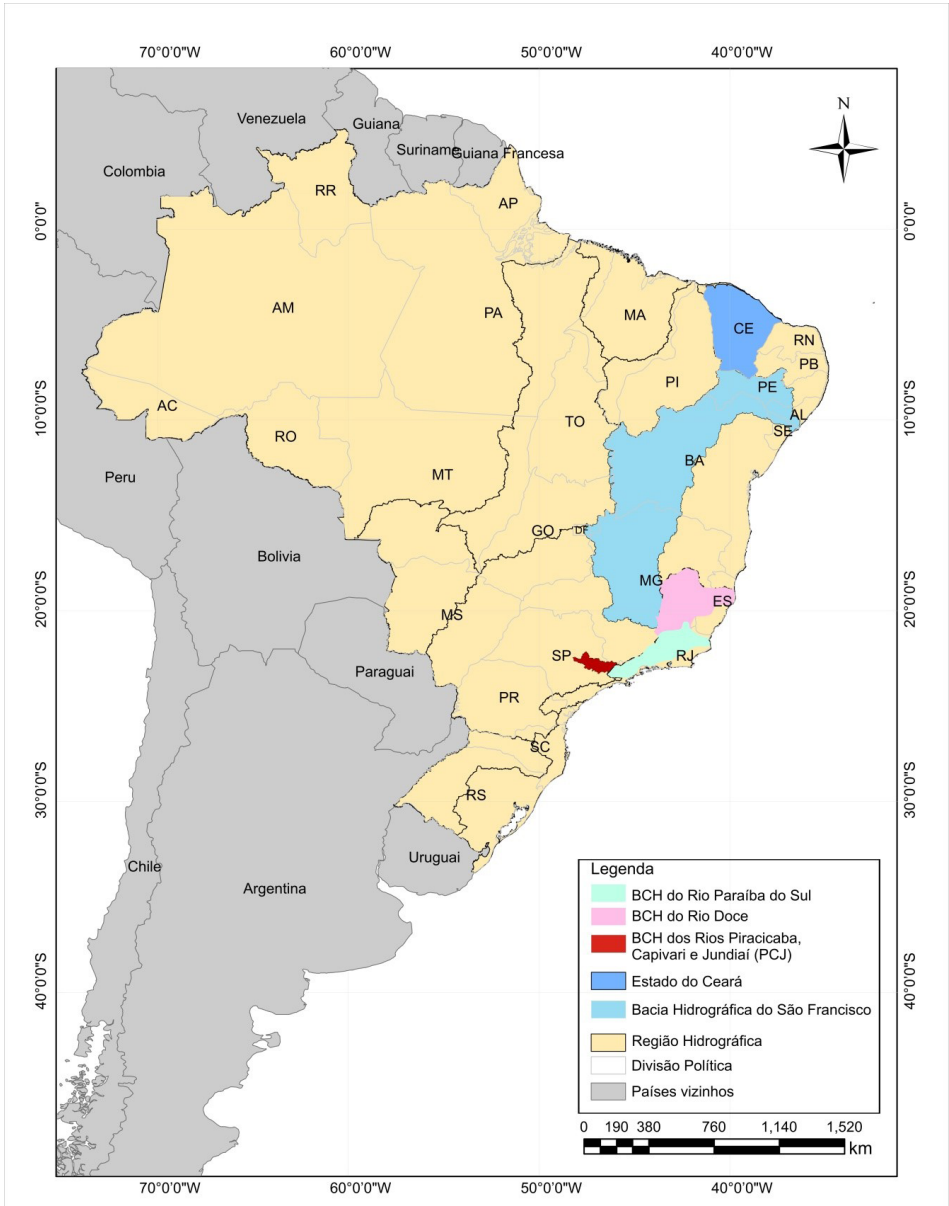 70°0'0"W 60°0'0"W 50°0'0"W 40°0'0"W
N
Venezuela
Guiana
Suriname
Guiana Francesa
Colombia
RR
AP
0°0'0"
0°0'0"
AM
PA
MA
CE
RN
PB
PI
PE
AC
TO
AL
SE
10°0'0"S
10°0'0"S
RO
BA
Peru
MT
GO
DF
Bolivia
MG
ES
MS
20°0'0"S
20°0'0"S
SP
RJ
Paraguai
PR
SC
RS
30°0'0"S
30°0'0"S
Uruguai
Chile
Argentina
Legenda
BCH do Rio Paraíba do Sul
BCH do Rio Doce
BCH dos Rios Piracicaba,
Capivari e Jundiaí (PCJ)
Estado do Ceará
Bacia Hidrográfica do São Francisco
Região Hidrográfica
Divisão Política
Países vizinhos
40°0'0"S
40°0'0"S
0 190 380 760 1,140 1,520
km
70°0'0"W 60°0'0"W 50°0'0"W 40°0'0"W